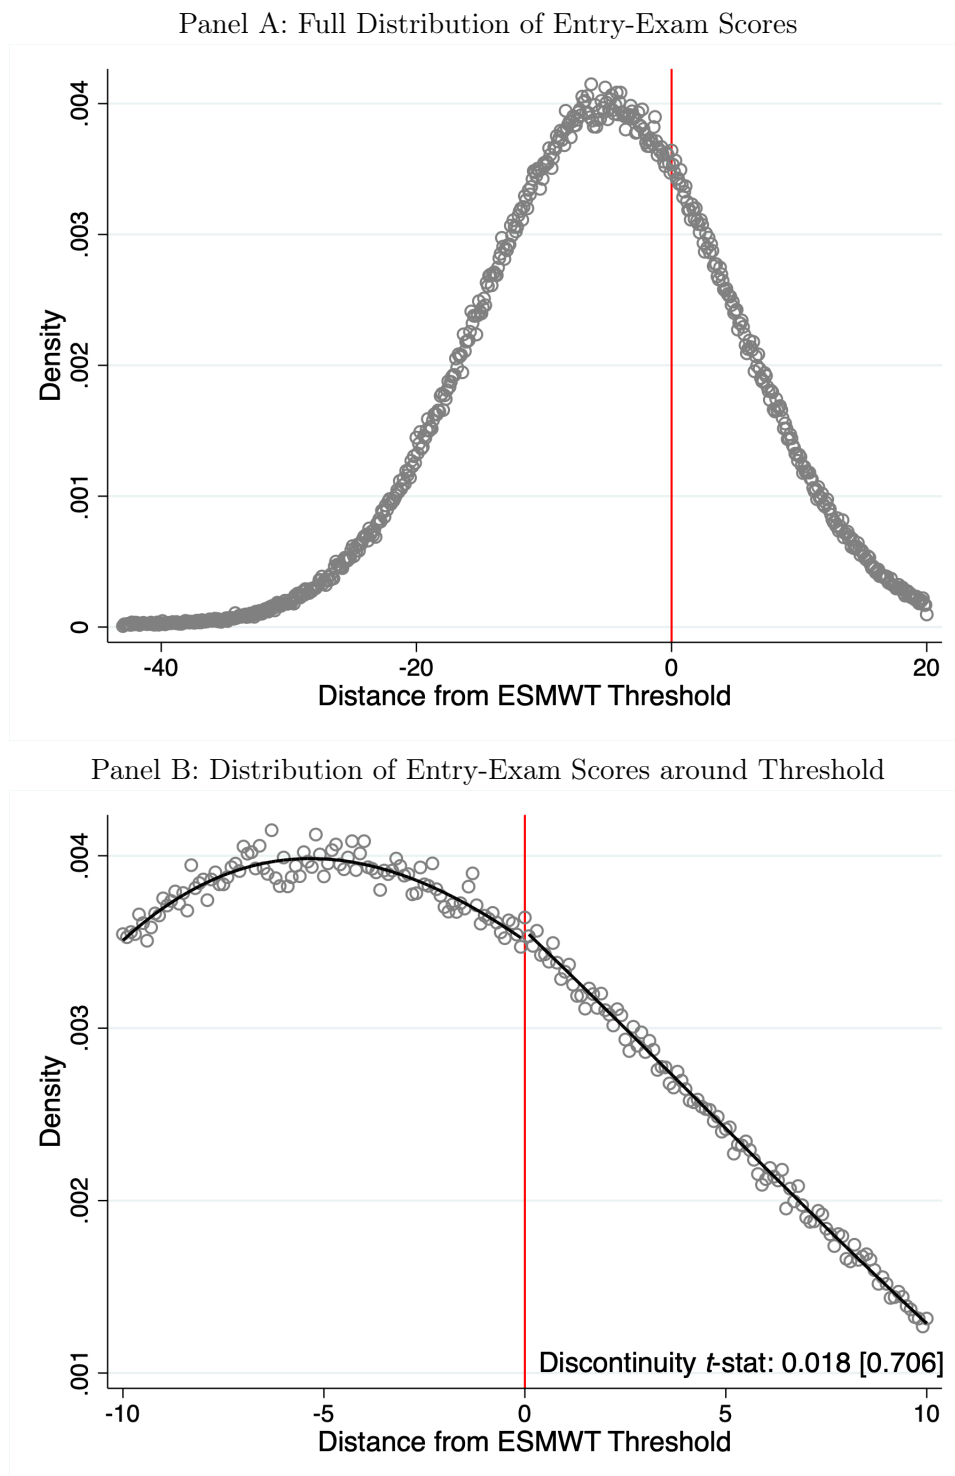 Panel A: Full Distribution of Entry-Exam Scores
.004
.003
.002
.001
0
Density
-40 -20 0 20
Distance from ESMWT Threshold
Panel B: Distribution of Entry-Exam Scores around Threshold
.004
.003
.002
.001
Density
Discontinuity t-stat: 0.018 [0.706]
-10 -5 0 5 10
Distance from ESMWT Threshold